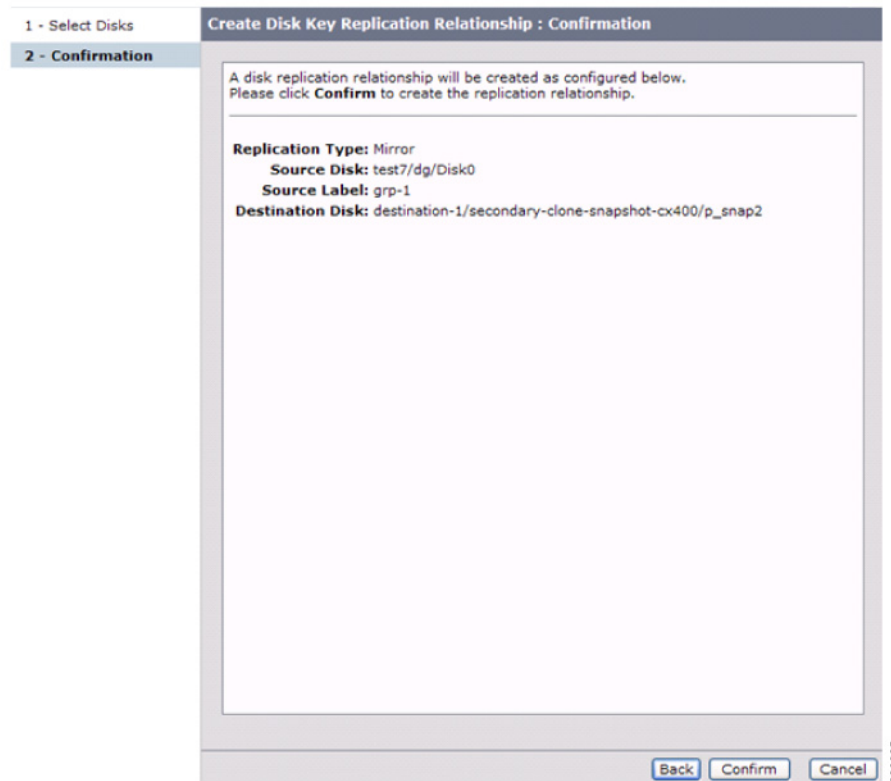 1 - Select Disks
2 - Confirmation
Create Disk Key Replication Relationship : Confirmation
A disk replication relationship will be created as configured below.
Please click Confirm to create the replication relationship.
Replication Type: Mirror
Source Disk: test7/dg/Disk0
Source Label: grp-1
Destination Disk: destination-1/secondary-clone-snapshot-cx400/p_snap2
Back Confirm Cancel